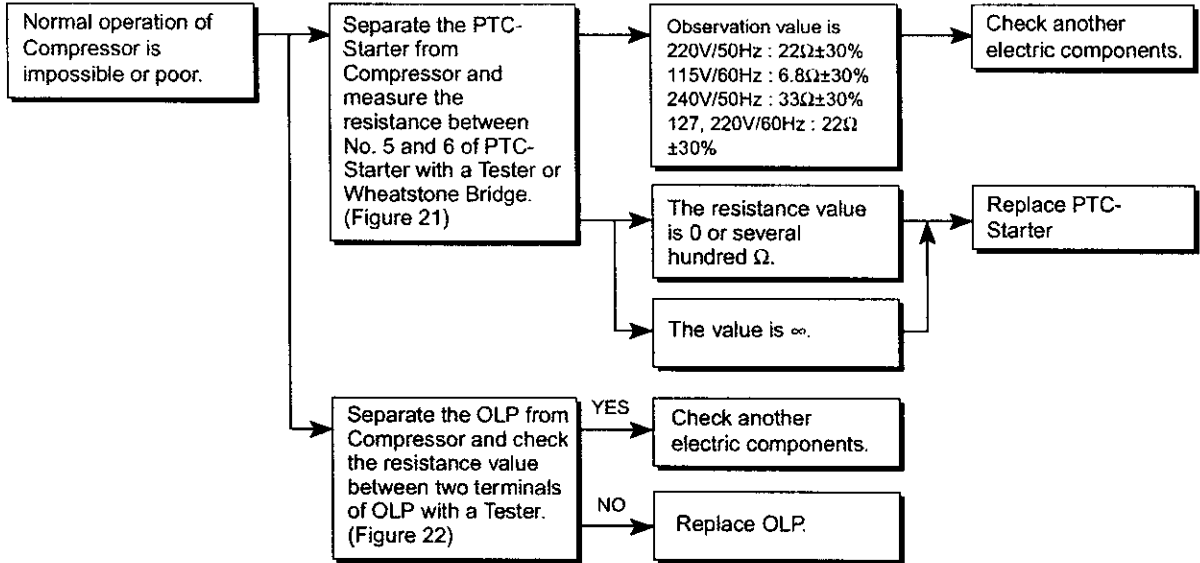 Normal operation of
Compressor is
impossible or poor.
Separate the PTC-
Starter from
Compressor and
measure the
resistance between
No. 5 and 6 of PTC-
Starter with a Tester or
Wheatstone Bridge.
(Figure 21)
Observation value is
220V/50Hz : 22Ω±30%
115V/60Hz : 6.8Ω±30%
240V/50Hz : 33Ω±30%
127, 220V/60Hz : 22Ω
±30%
Check another
electric components.
The resistance value
is 0 or several
hundred Ω.
The value is ∞.
Replace PTC-
Starter
Separate the OLP from
Compressor and check
the resistance value
between two terminals
of OLP with a Tester.
(Figure 22)
YES
Check another
electric components.
NO
Replace OLP.